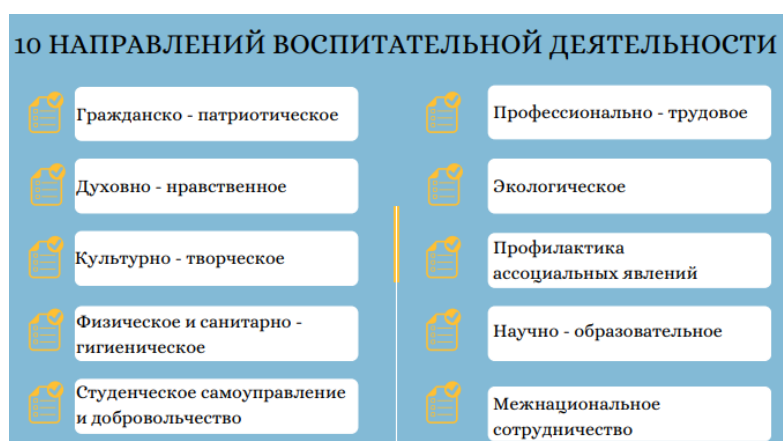 10 НАПРАВЛЕНИЙ ВОСПИТАТЕЛЬНОЙ ДЕЯТЕЛЬНОСТИ
Гражданско - патриотическое
Духовно - нравственное
Культурно - творческое
Физическое и санитарно -
гигиеническое
Студенческое самоуправление
и добровольчество
Профессионально - трудовое
Экологическое
Профилактика
ассоциальных явлений
Научно - образовательное
Межнациональное
сотрудничество